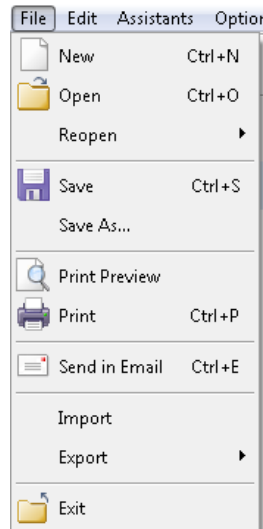 File Edit Assistants
New Ctrl+N
Open Ctrl+O
Reopen
Save Ctrl+S
Save As...
Print Preview
Print Ctrl+P
Send in Email Ctrl+E
Import
Export
Exit